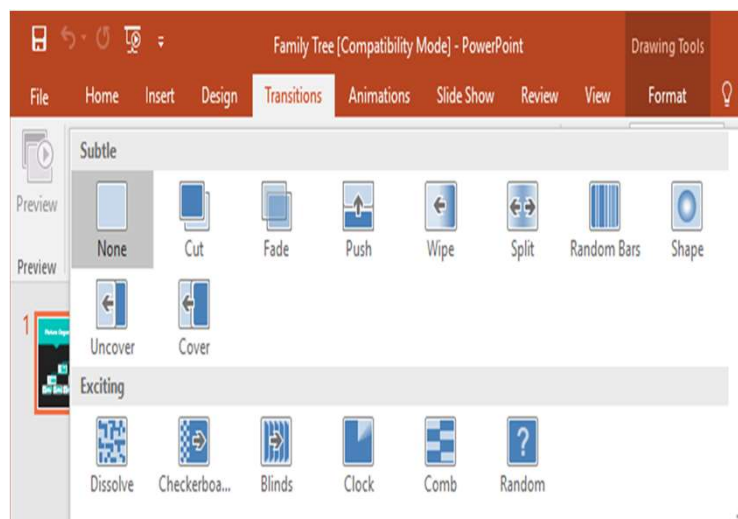 Family Tree [Compatibility Mode] - PowerPoint
Drawing Tools
File Home Insert Design Transitions Animations Slide Show Review View Format
Preview
Preview
Subtle
None Cut Fade Push Wipe Split Random Bars Shape
Uncover Cover
Exciting
Dissolve Checkerboa... Blinds Clock Comb Random
1